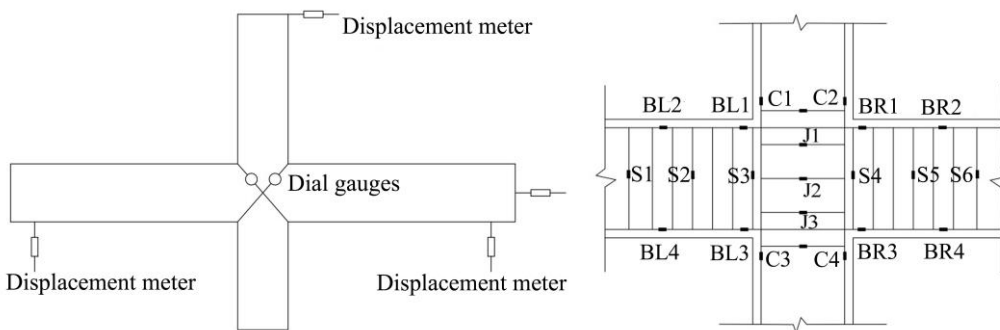 Displacement meter
Dial gauges
Displacement meter
Displacement meter
C1 C2
BL2 BL1 BR1 BR2
J1
S1 S2 S3 S4 S5 S6
J2
J3
BL4 BL3 BR3 BR4
C3 C4